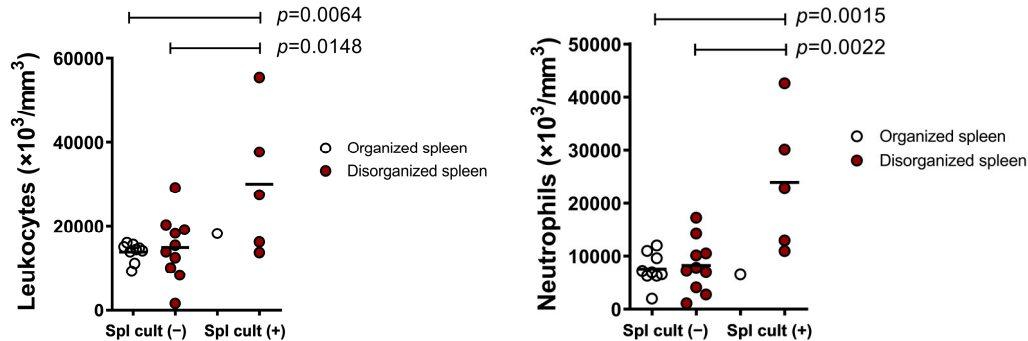 p=0.0064
p=0.0148
60000
40000
20000
0
Leukocytes (×10³/mm³)
Organized spleen
Disorganized spleen
Spl cult (−) Spl cult (+)
p=0.0015
p=0.0022
50000
40000
30000
20000
10000
0
Neutrophils (×10³/mm³)
Organized spleen
Disorganized spleen
Spl cult (−) Spl cult (+)